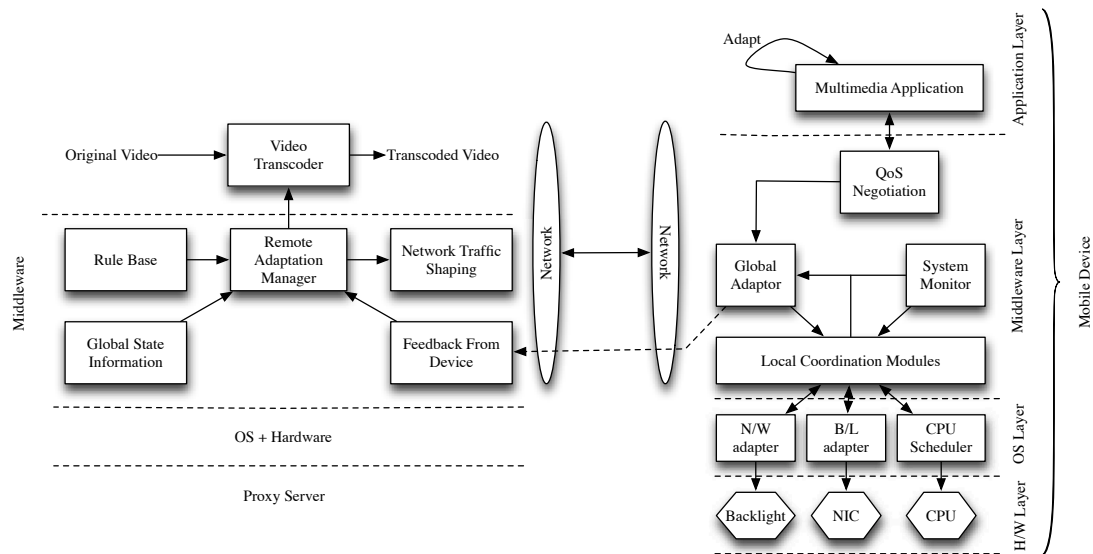 Adapt
Multimedia Application
Application Layer
Original Video
Video
Transcoder
Transcoded Video
QoS
Negotiation
Middleware
Rule Base
Remote
Adaptation
Manager
Network Traffic
Shaping
Global State
Information
Feedback From
Device
Network
Network
Global
Adaptor
System
Monitor
Local Coordination Modules
Middleware Layer
Mobile Device
OS + Hardware
Proxy Server
N/W
adapter
B/L
adapter
CPU
Scheduler
OS Layer
Backlight
NIC
CPU
H/W Layer